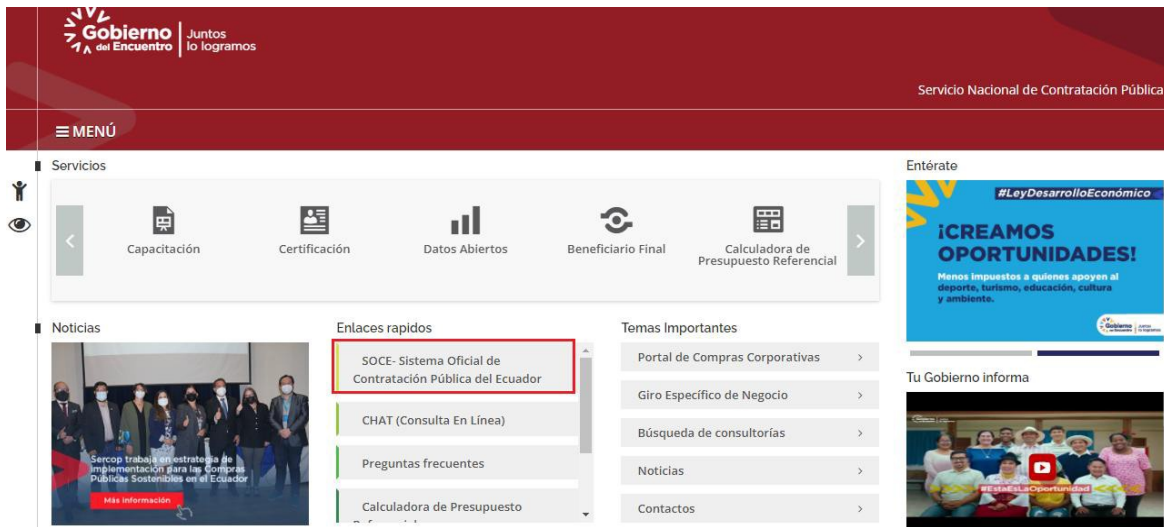 Gobierno
del Encuentro
Juntos
lo logramos
Servicio Nacional de Contratación Pública
MENÚ
Servicios
Capacitación
Certificación
Datos Abiertos
Beneficiario Final
Calculadora de
Presupuesto Referencial
Noticias
Sercop trabaja en estrategia de
implementación para las Compras
Públicas Sostenibles en el Ecuador
Más información
Enlaces rapidos
SOCE- Sistema Oficial de
Contratación Pública del Ecuador
CHAT (Consulta En Línea)
Preguntas frecuentes
Calculadora de Presupuesto
Temas Importantes
Portal de Compras Corporativas
Giro Específico de Negocio
Búsqueda de consultorías
Noticias
Contactos
Entérate
#LeyDesarrolloEconómico
¡CREAMOS
OPORTUNIDADES!
Menos impuestos a quienes apoyen al
deporte, turismo, educación, cultura
y ambiente.
Gobierno
Tu Gobierno informa
#EstaEsLaOportunidad